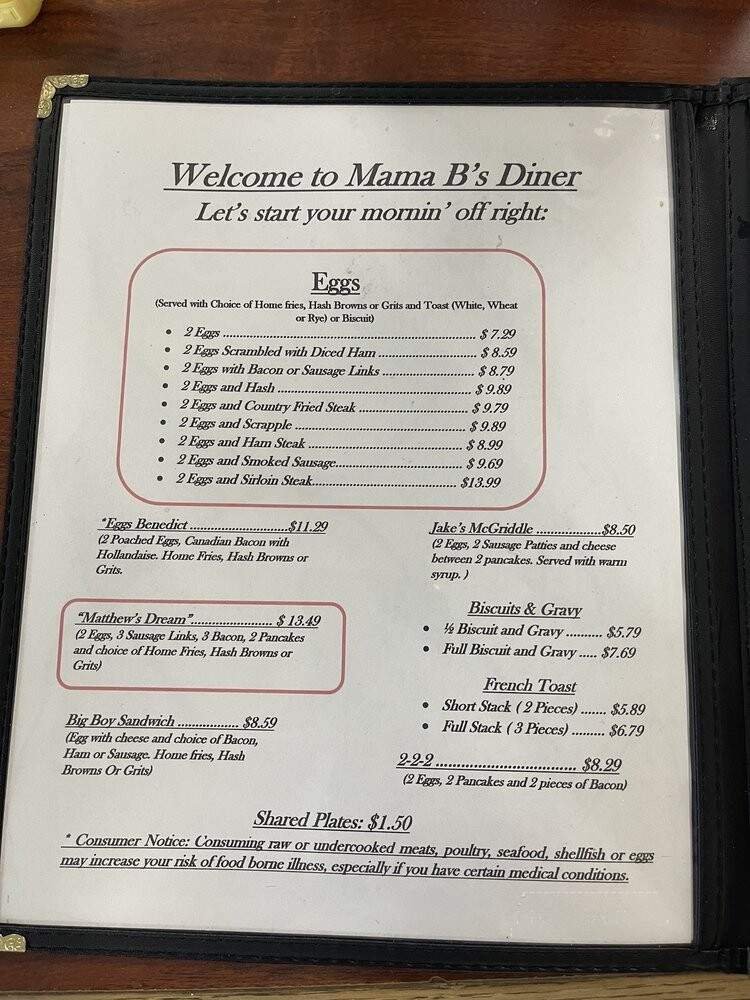 Welcome to Mama B's Diner
Let's start your mornin' off right:
Eggs
(Served with Choice of Home fries, Hash Browns or Grits and Toast (White, Wheat
or Rye) or Biscuit)
• 2 Eggs ........ $ 7.29
• 2 Eggs Scrambled with Diced Ham ........ $ 8.59
• 2 Eggs with Bacon or Sausage Links ........ $ 8.79
• 2 Eggs and Hash ........ $ 9.89
• 2 Eggs and Country Fried Steak ........ $ 9.79
• 2 Eggs and Scrapple ........ $ 9.89
• 2 Eggs and Ham Steak ........ $ 8.99
• 2 Eggs and Smoked Sausage........ $ 9.69
• 2 Eggs and Sirloin Steak........ $13.99
*Eggs Benedict ........$11.29
(2 Poached Eggs, Canadian Bacon with
Hollandaise. Home Fries, Hash Browns or
Grits.
"Matthew's Dream"........ $ 13.49
(2 Eggs, 3 Sausage Links, 3 Bacon, 2 Pancakes
and choice of Home Fries, Hash Browns or
Grits)
Big Boy Sandwich ........ $8.59
(Egg with cheese and choice of Bacon,
Ham or Sausage. Home fries, Hash
Browns Or Grits)
Jake's McGriddle ........$8.50
(2 Eggs, 2 Sausage Patties and cheese
between 2 pancakes. Served with warm
syrup. )
Biscuits & Gravy
• ½ Biscuit and Gravy .......... $5.79
• Full Biscuit and Gravy ..... $7.69
French Toast
• Short Stack ( 2 Pieces) ....... $5.89
• Full Stack ( 3 Pieces) ......... $6.79
2-2-2 ........ $8.29
(2 Eggs, 2 Pancakes and 2 pieces of Bacon)
Shared Plates: $1.50
* Consumer Notice: Consuming raw or undercooked meats, poultry, seafood, shellfish or eggs
may increase your risk of food borne illness, especially if you have certain medical conditions.